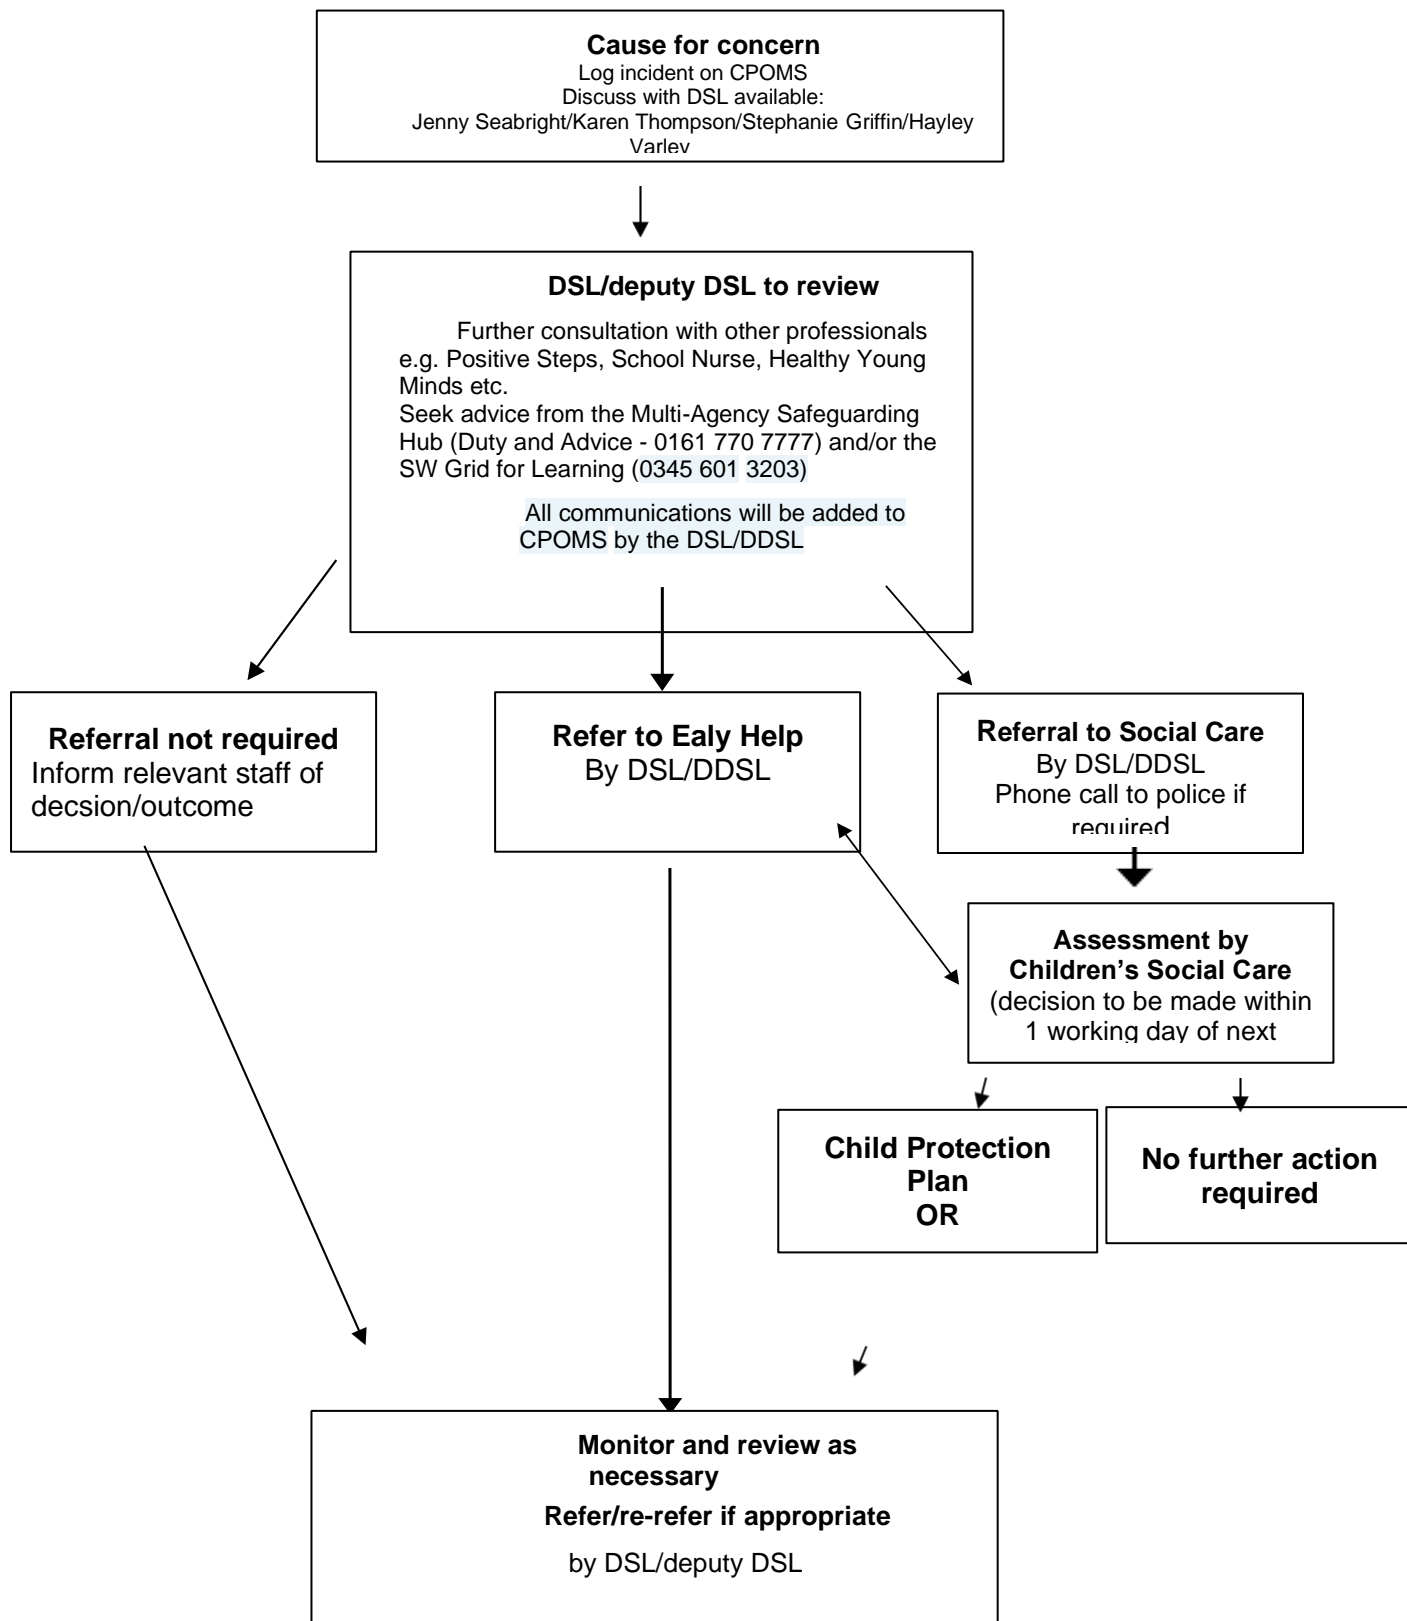 Cause for concern
Log incident on CPOMS
Discuss with DSL available:
Jenny Seabright/Karen Thompson/Stephanie Griffin/Hayley
Varley
DSL/deputy DSL to review
Further consultation with other professionals
e.g. Positive Steps, School Nurse, Healthy Young
Minds etc.
Seek advice from the Multi-Agency Safeguarding
Hub (Duty and Advice - 0161 770 7777) and/or the
SW Grid for Learning (0345 601 3203)
All communications will be added to
CPOMS by the DSL/DDSL
Referral not required
Inform relevant staff of
decsion/outcome
Refer to Ealy Help
By DSL/DDSL
Referral to Social Care
By DSL/DDSL
Phone call to police if
required
Assessment by
Children’s Social Care
(decision to be made within
1 working day of next
Child Protection
Plan
OR
No further action
required
Monitor and review as
necessary
Refer/re-refer if appropriate
by DSL/deputy DSL